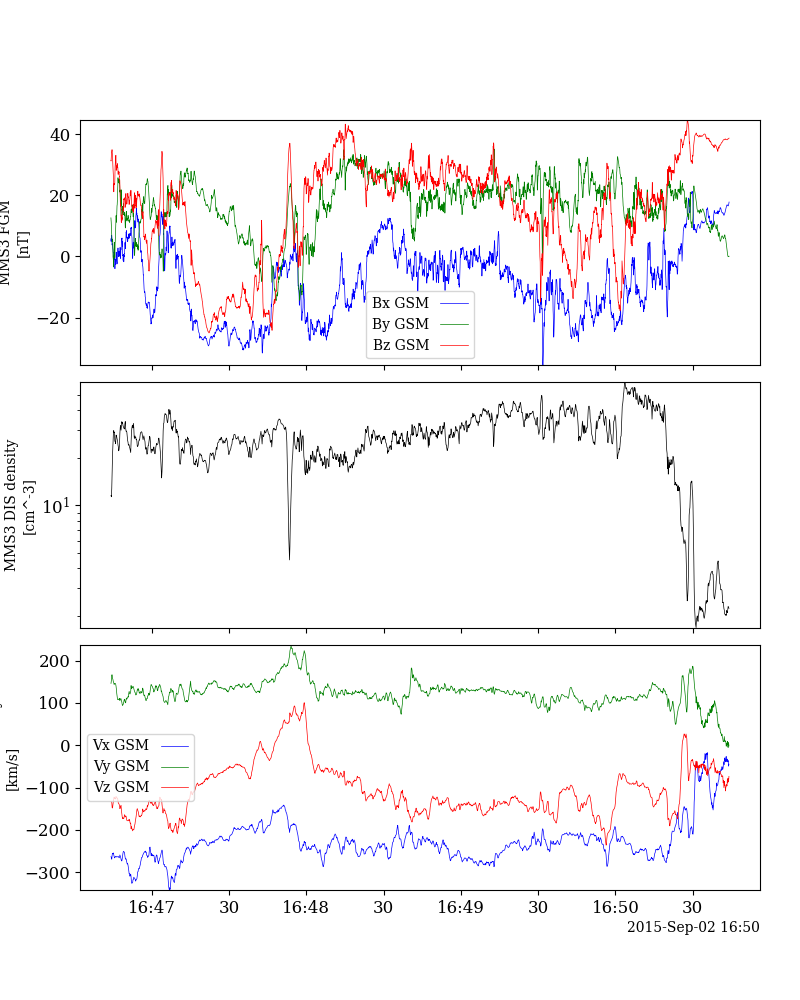 40
20
0
−20
MMS3 FGM
[nT]
Bx GSM
By GSM
Bz GSM
10^1
MMS3 DIS density
[cm^-3]
200
100
0
−100
−200
−300
[km/s]
Vx GSM
Vy GSM
Vz GSM
16:47 30 16:48 30 16:49 30 16:50 30
2015-Sep-02 16:50